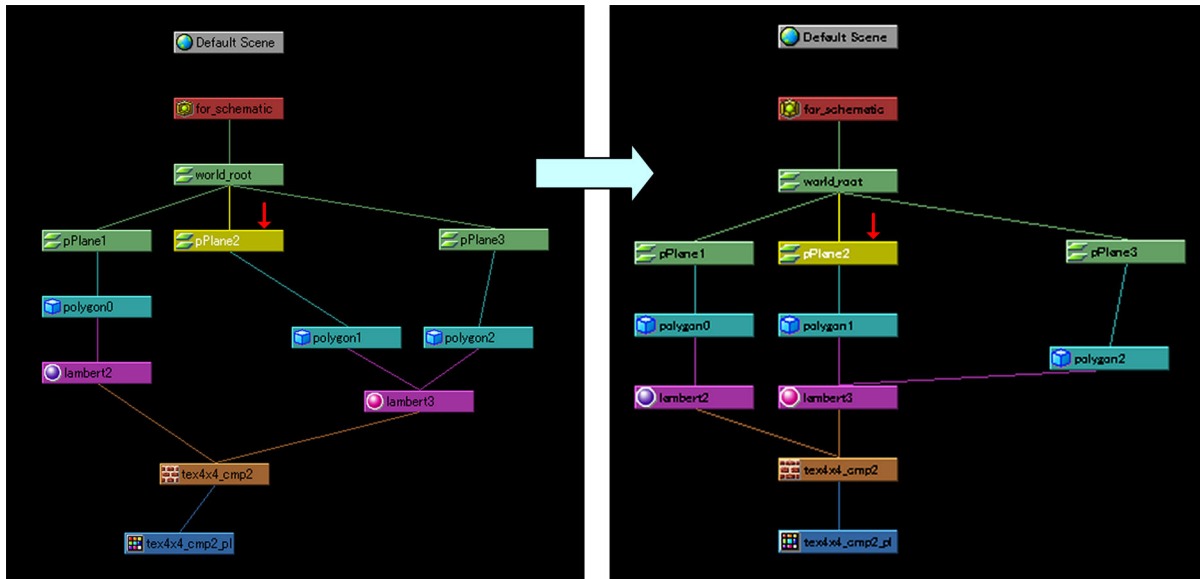 Default Scene
for_schematic
world_root
pPlane1
pPlane2
pPlane3
polygon0
polygon1
polygon2
lambert2
lambert3
tex4x4_cmp2
tex4x4_cmp2_pl
Default Scene
for_schematic
world_root
pPlane1
pPlane2
pPlane3
polygon0
polygon1
polygon2
lambert2
lambert3
tex4x4_cmp2
tex4x4_cmp2_pl